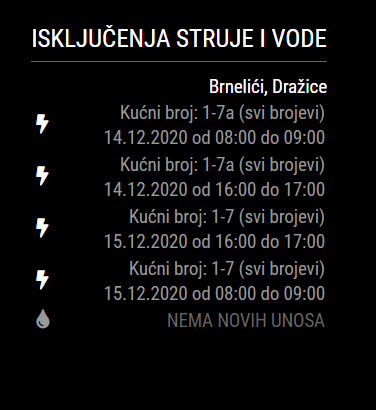 ISKLJUČENJA STRUJE I VODE
Brnelići, Dražice
Kućni broj: 1-7a (svi brojevi)
14.12.2020 od 08:00 do 09:00
Kućni broj: 1-7a (svi brojevi)
14.12.2020 od 16:00 do 17:00
Kućni broj: 1-7 (svi brojevi)
15.12.2020 od 16:00 do 17:00
Kućni broj: 1-7 (svi brojevi)
15.12.2020 od 08:00 do 09:00
NEMA NOVIH UNOSA